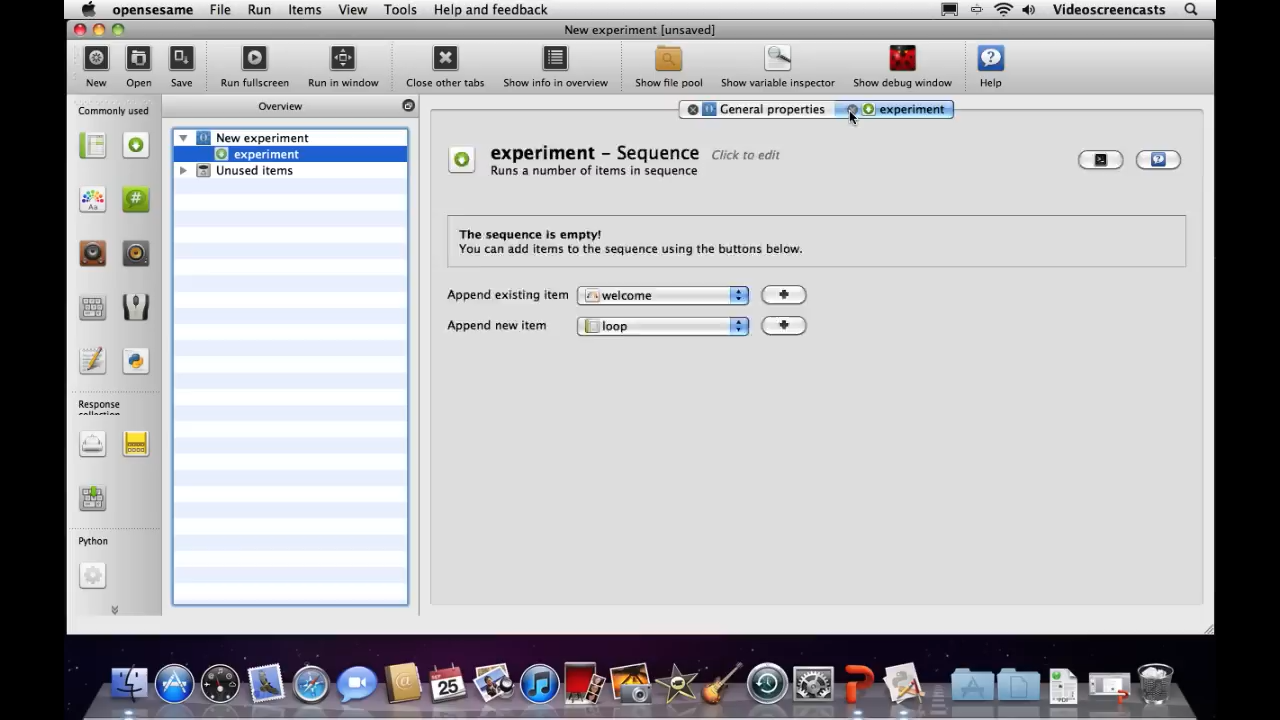 opensesame File Run Items View Tools Help and feedback Videoscreencasts
New experiment [unsaved]
New Open Save Run fullscreen Run in window Close other tabs Show info in overview Show file pool Show variable inspector Show debug window Help
Commonly used
Overview
General properties
experiment
New experiment
experiment
Unused items
experiment – Sequence Click to edit
Runs a number of items in sequence
The sequence is empty!
You can add items to the sequence using the buttons below.
Append existing item welcome
Append new item loop
Aa
Response
Python
25